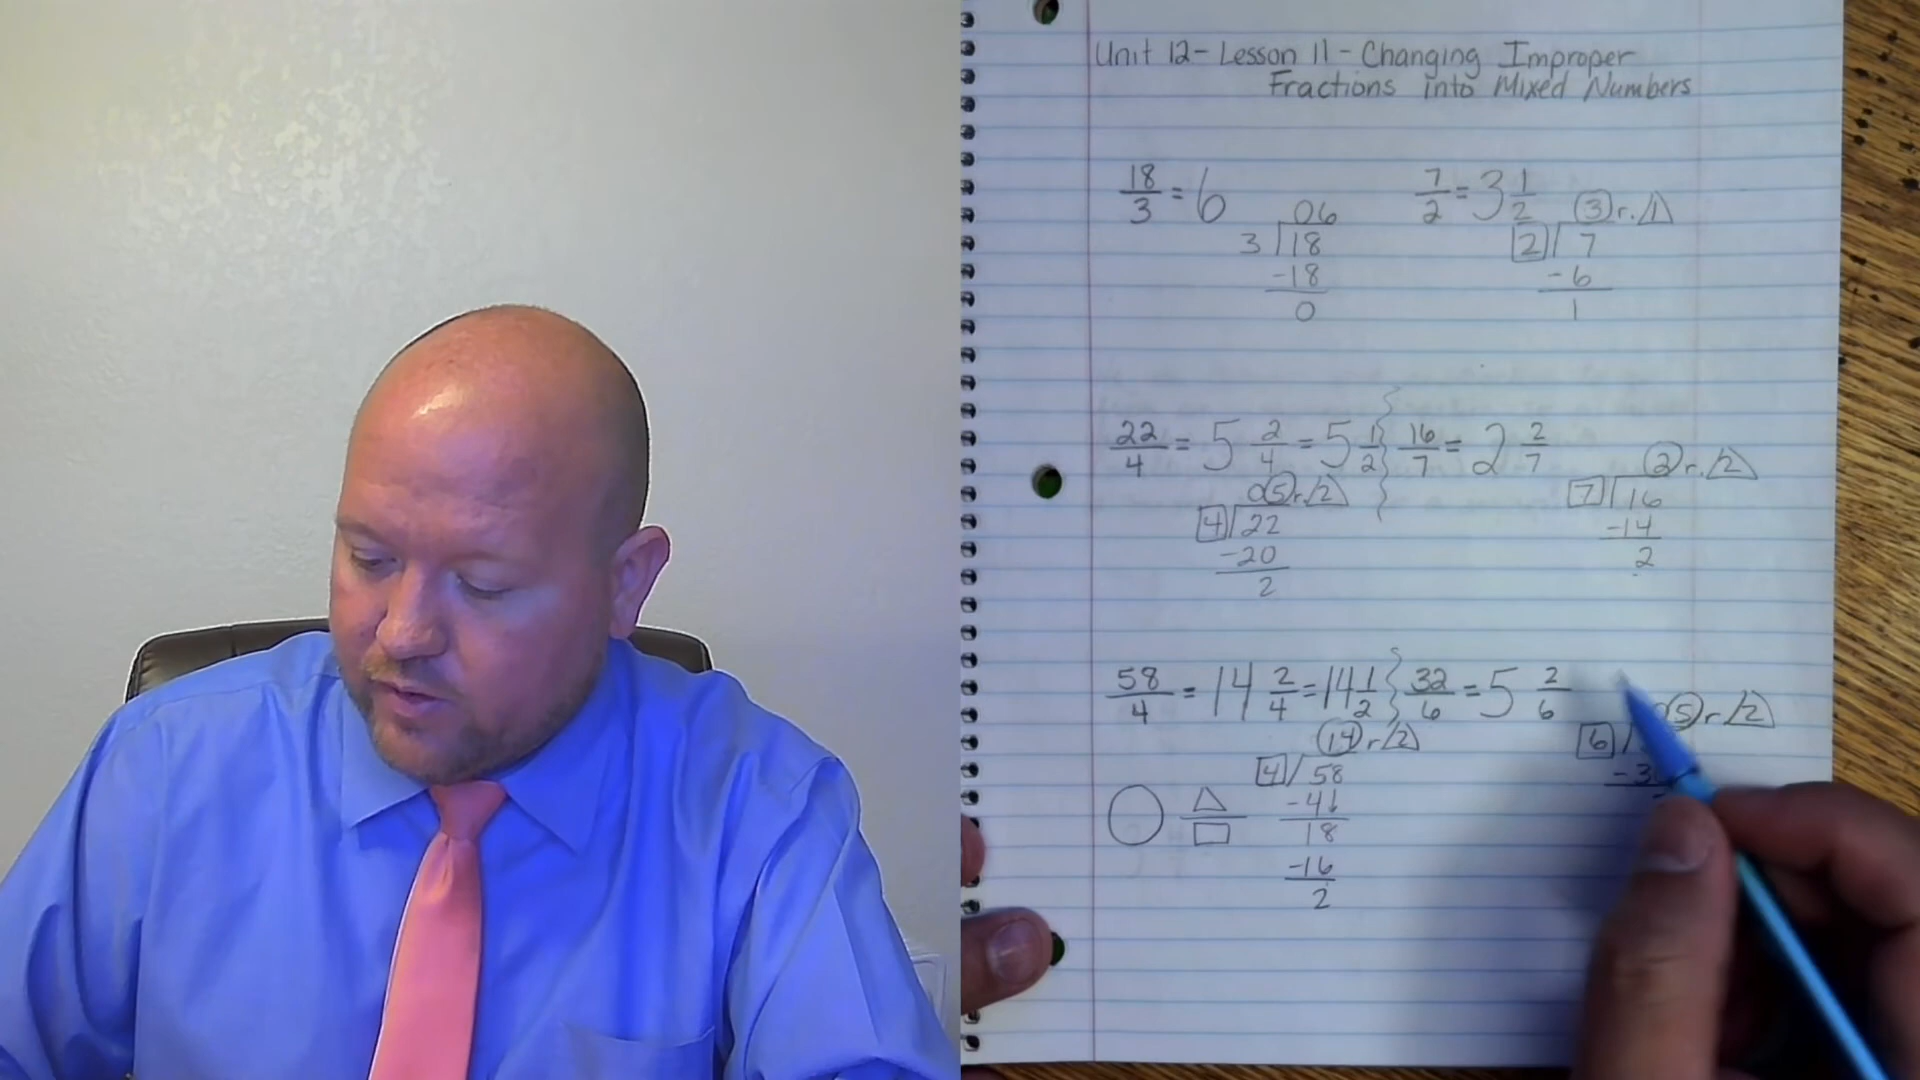 Unit 12 - Lesson 11 - Changing Improper
Fractions into Mixed Numbers
18/3 = 6
06
3 18
-18
0
7/2 = 3 1/2
3 r. 1
2 7
-6
1
22/4 = 5 2/4 = 5 1/2
05 r. 2
4 22
-20
2
16/7 = 2 2/7
2 r. 2
7 16
-14
2
58/4 = 14 2/4 = 14 1/2
14 r 2
4 58
-4
18
-16
2
32/6 = 5 2/6
5 r 2
6